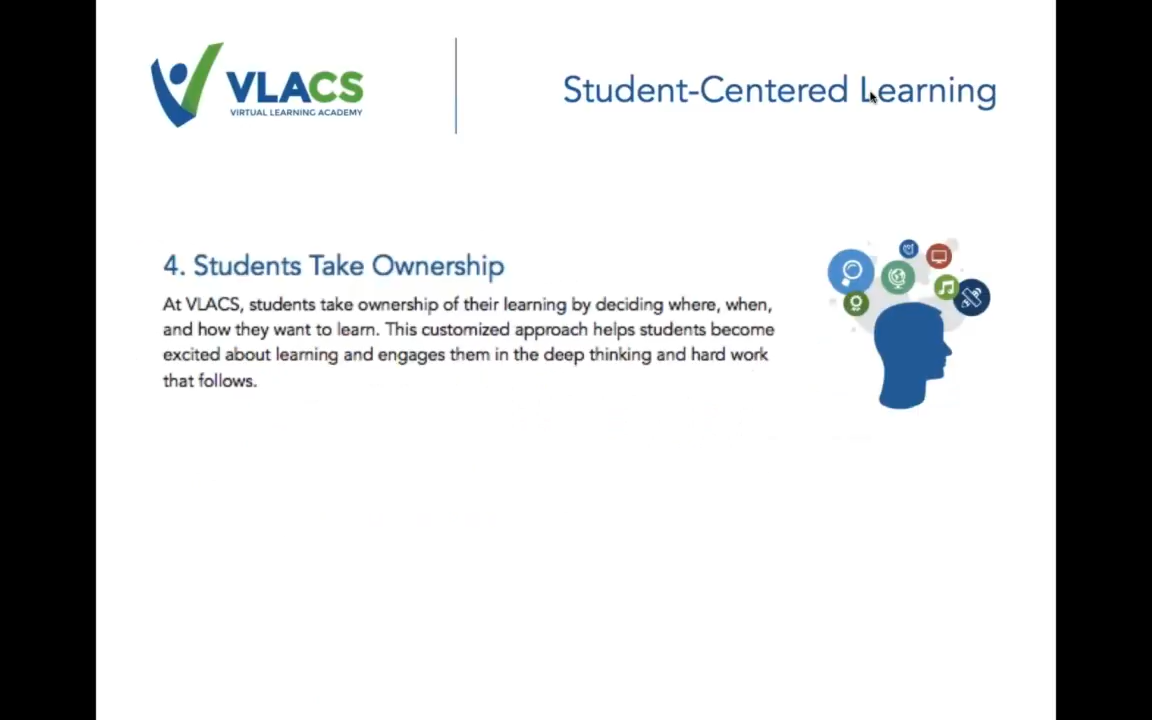 VLACS
VIRTUAL LEARNING ACADEMY
Student-Centered Learning
4. Students Take Ownership
At VLACS, students take ownership of their learning by deciding where, when,
and how they want to learn. This customized approach helps students become
excited about learning and engages them in the deep thinking and hard work
that follows.